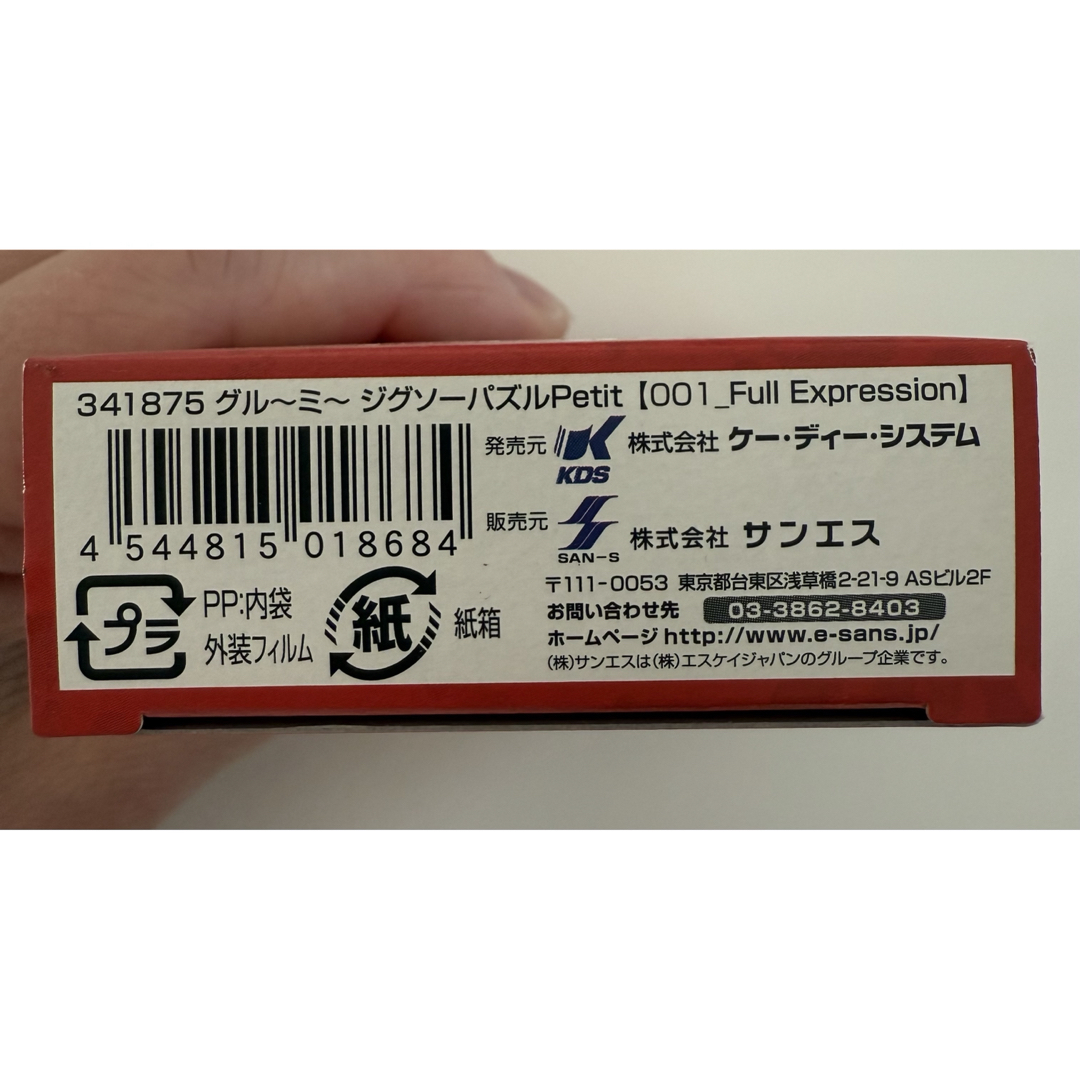 341875 グル～ミ～ ジグソーパズルPetit【001_Full Expression】
発売元 KDS 株式会社 ケー・ディー・システム
販売元 SAN-S 株式会社 サンエス
4 544815 018684
プラ PP:内袋
外装フィルム
紙 紙箱
〒111-0053 東京都台東区浅草橋2-21-9 ASビル2F
お問い合わせ先 03-3862-8403
ホームページ http://www.e-sans.jp/
(株)サンエスは(株)エスケイジャパンのグループ企業です。